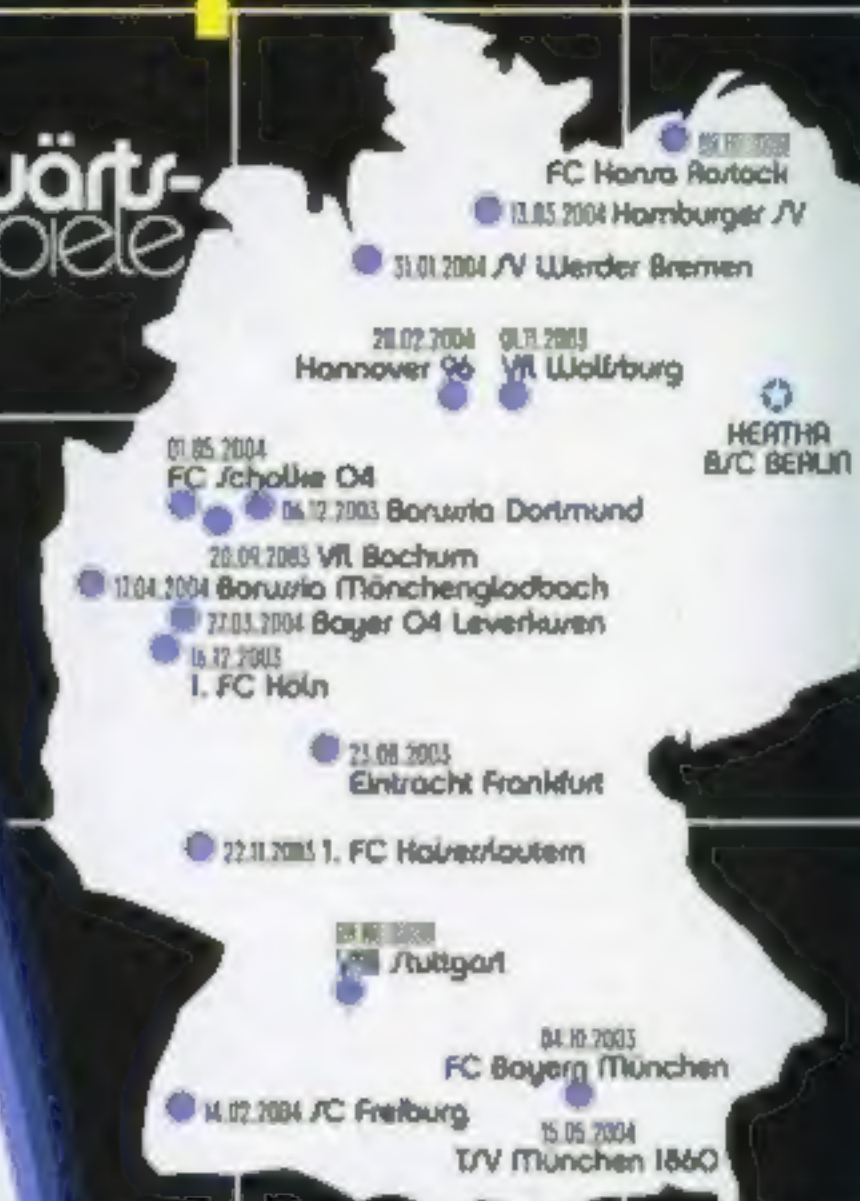 wärts-
piele
FC Hansa Rostock
13.03.2004 Hamburger SV
31.01.2004 SV Werder Bremen
28.02.2004 01.11.2003
Hannover 96 VfL Wolfsburg
HERTHA
BSC BERLIN
01.05.2004
FC Schalke 04
06.12.2003 Borussia Dortmund
20.09.2003 VfL Bochum
17.04.2004 Borussia Mönchengladbach
27.03.2004 Bayer 04 Leverkusen
16.12.2003
1. FC Köln
23.08.2003
Eintracht Frankfurt
22.11.2003 1. FC Kaiserslautern
Stuttgart
04.10.2003
FC Bayern München
14.02.2004 SC Freiburg
15.05.2004
TSV München 1860